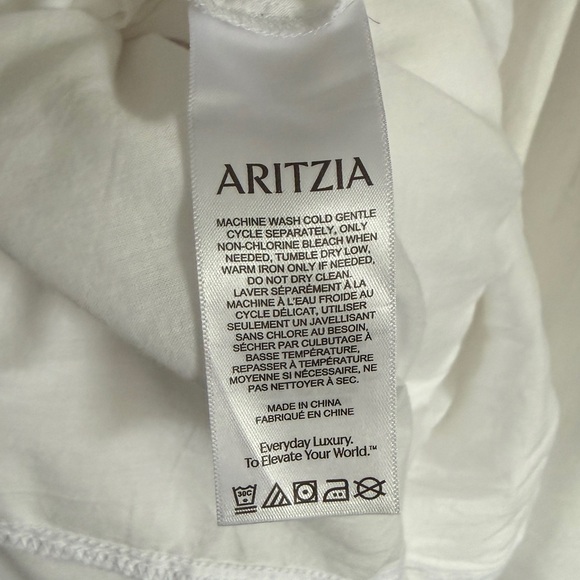 ARITZIA
MACHINE WASH COLD GENTLE
CYCLE SEPARATELY, ONLY
NON-CHLORINE BLEACH WHEN
NEEDED, TUMBLE DRY LOW,
WARM IRON ONLY IF NEEDED,
DO NOT DRY CLEAN.
LAVER SÉPARÉMENT À LA
MACHINE À L'EAU FROIDE AU
CYCLE DÉLICAT, UTILISER
SEULEMENT UN JAVELLISANT
SANS CHLORE AU BESOIN,
SÉCHER PAR CULBUTAGE À
BASSE TEMPÉRATURE,
REPASSER À TEMPÉRATURE
MOYENNE SI NÉCESSAIRE, NE
PAS NETTOYER À SEC.
MADE IN CHINA
FABRIQUÉ EN CHINE
Everyday Luxury.
To Elevate Your World.™
30C